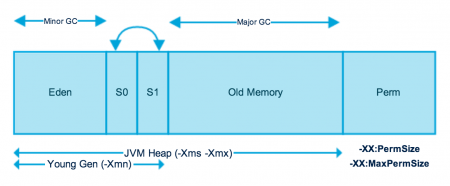 Minor GC
Major GC
Eden
S0
S1
Old Memory
Perm
JVM Heap (-Xms -Xmx)
-XX:PermSize
Young Gen (-Xmn)
-XX:MaxPermSize